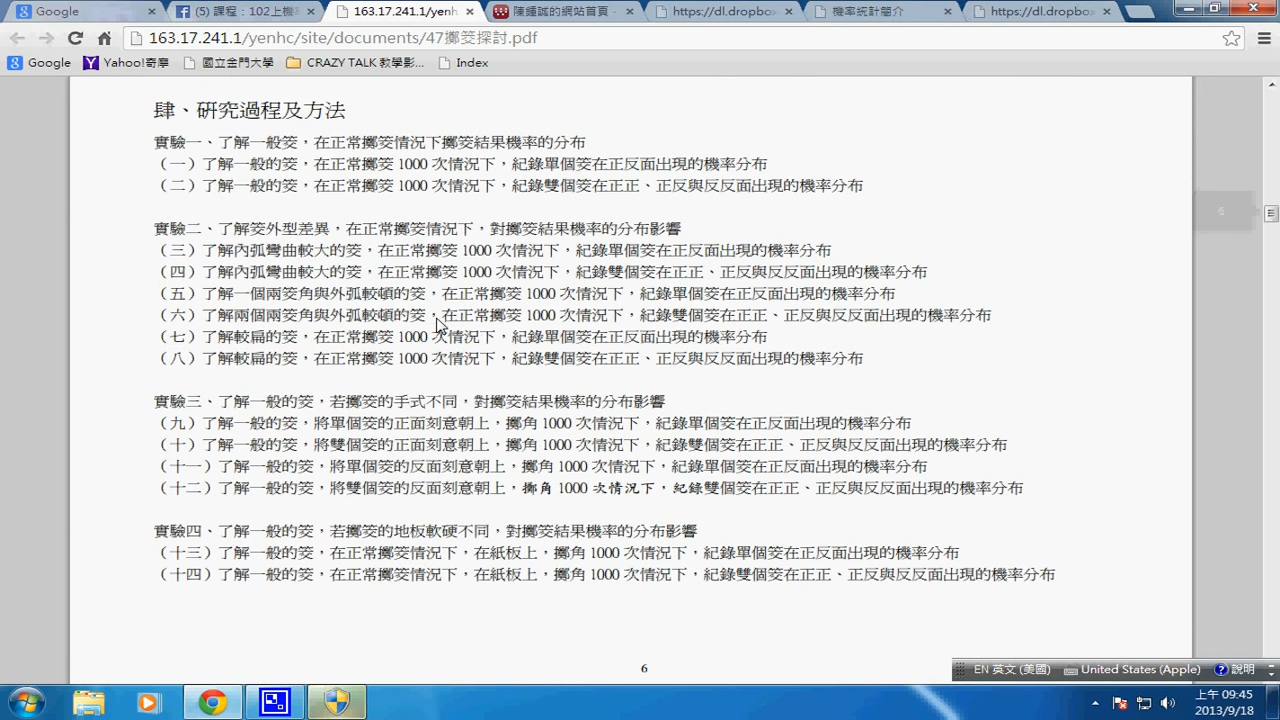 Google
(5) 課程：102上機
163.17.241.1/yenh
陳鍾誠的網站首頁 -
https://dl.dropbo
機率統計簡介
https://dl.dropbo
163.17.241.1/yenhc/site/documents/47擲筊探討.pdf
Google
Yahoo!奇摩
國立金門大學
CRAZY TALK 教學影...
Index
肆、研究過程及方法
實驗一、了解一般筊，在正常擲筊情況下擲筊結果機率的分布
（一）了解一般的筊，在正常擲筊 1000 次情況下，紀錄單個筊在正反面出現的機率分布
（二）了解一般的筊，在正常擲筊 1000 次情況下，紀錄雙個筊在正正、正反與反反面出現的機率分布
實驗二、了解筊外型差異，在正常擲筊情況下，對擲筊結果機率的分布影響
（三）了解內弧彎曲較大的筊，在正常擲筊 1000 次情況下，紀錄單個筊在正反面出現的機率分布
（四）了解內弧彎曲較大的筊，在正常擲筊 1000 次情況下，紀錄雙個筊在正正、正反與反反面出現的機率分布
（五）了解一個兩筊角與外弧較頓的筊，在正常擲筊 1000 次情況下，紀錄單個筊在正反面出現的機率分布
（六）了解兩個兩筊角與外弧較頓的筊，在正常擲筊 1000 次情況下，紀錄雙個筊在正正、正反與反反面出現的機率分布
（七）了解較扁的筊，在正常擲筊 1000 次情況下，紀錄單個筊在正反面出現的機率分布
（八）了解較扁的筊，在正常擲筊 1000 次情況下，紀錄雙個筊在正正、正反與反反面出現的機率分布
實驗三、了解一般的筊，若擲筊的手式不同，對擲筊結果機率的分布影響
（九）了解一般的筊，將單個筊的正面刻意朝上，擲角 1000 次情況下，紀錄單個筊在正反面出現的機率分布
（十）了解一般的筊，將雙個筊的正面刻意朝上，擲角 1000 次情況下，紀錄雙個筊在正正、正反與反反面出現的機率分布
（十一）了解一般的筊，將單個筊的反面刻意朝上，擲角 1000 次情況下，紀錄單個筊在正反面出現的機率分布
（十二）了解一般的筊，將雙個筊的反面刻意朝上，擲角 1000 次情況下，紀錄雙個筊在正正、正反與反反面出現的機率分布
實驗四、了解一般的筊，若擲筊的地板軟硬不同，對擲筊結果機率的分布影響
（十三）了解一般的筊，在正常擲筊情況下，在紙板上，擲角 1000 次情況下，紀錄單個筊在正反面出現的機率分布
（十四）了解一般的筊，在正常擲筊情況下，在紙板上，擲角 1000 次情況下，紀錄雙個筊在正正、正反與反反面出現的機率分布
6
6
EN 英文 (美國)
United States (Apple)
說明
上午 09:45
2013/9/18